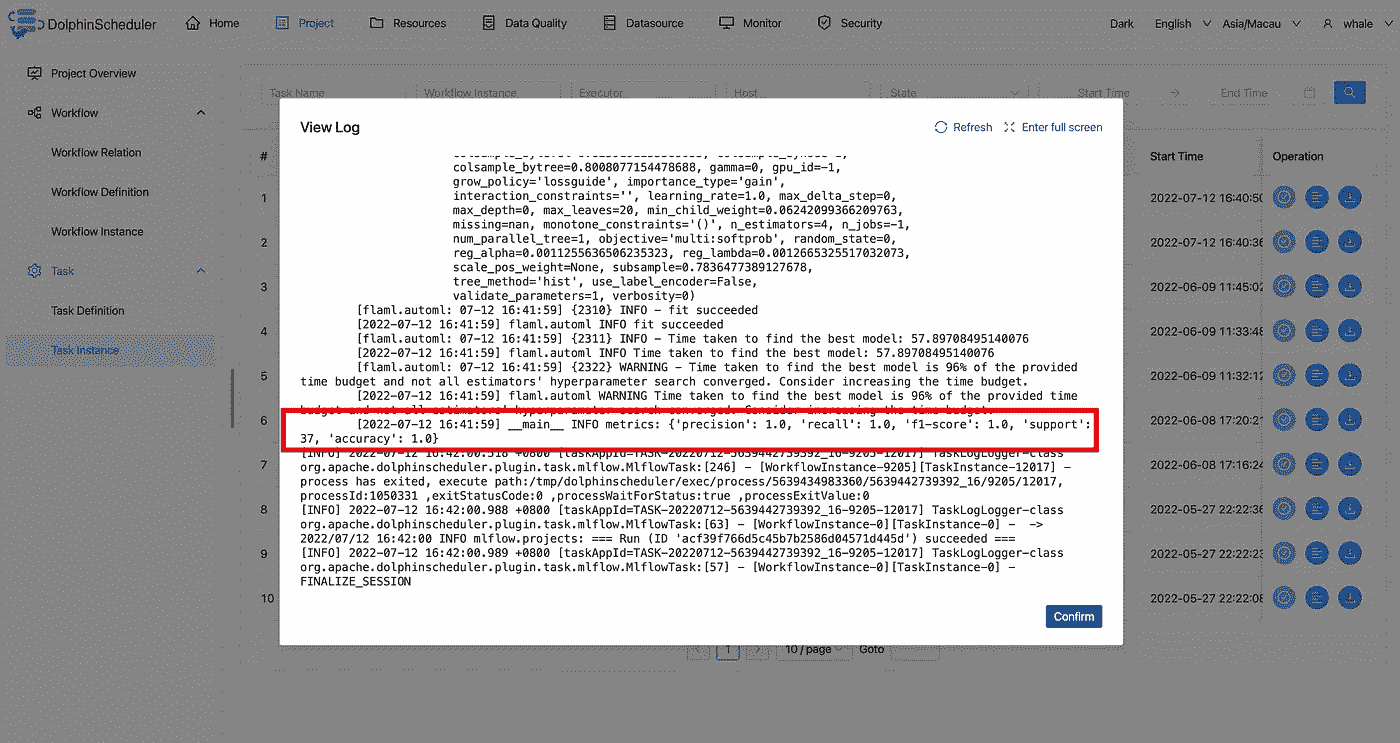 DolphinScheduler
Home
Project
Resources
Data Quality
Datasource
Monitor
Security
Dark
English
Asia/Macau
whale
Project Overview
Workflow
Workflow Relation
Workflow Definition
Workflow Instance
Task
Task Definition
Task Instance
Task Name
Workflow Instance
Executor
Host
State
Start Time
End Time
#
Start Time
Operation
1
2022-07-12 16:40:50
2
2022-07-12 16:40:36
3
2022-06-09 11:45:02
4
2022-06-09 11:33:48
5
2022-06-09 11:32:12
6
2022-06-08 17:20:2
7
2022-06-08 17:16:24
8
2022-05-27 22:22:36
9
2022-05-27 22:22:23
10
2022-05-27 22:22:08
1
10 / page
Goto
View Log
Refresh
Enter full screen
colsample_bytree=0.8008077154478688, gamma=0, gpu_id=-1,
grow_policy='lossguide', importance_type='gain',
interaction_constraints='', learning_rate=1.0, max_delta_step=0,
max_depth=0, max_leaves=20, min_child_weight=0.06242099366209763,
missing=nan, monotone_constraints='()', n_estimators=4, n_jobs=-1,
num_parallel_tree=1, objective='multi:softprob', random_state=0,
reg_alpha=0.0011255636506235323, reg_lambda=0.0012665325517032073,
scale_pos_weight=None, subsample=0.7836477389127678,
tree_method='hist', use_label_encoder=False,
validate_parameters=1, verbosity=0)
[flaml.automl: 07-12 16:41:59] {2310} INFO - fit succeeded
[2022-07-12 16:41:59] flaml.automl INFO fit succeeded
[flaml.automl: 07-12 16:41:59] {2311} INFO - Time taken to find the best model: 57.89708495140076
[2022-07-12 16:41:59] flaml.automl INFO Time taken to find the best model: 57.89708495140076
[flaml.automl: 07-12 16:41:59] {2322} WARNING - Time taken to find the best model is 96% of the provided
time budget and not all estimators' hyperparameter search converged. Consider increasing the time budget.
[2022-07-12 16:41:59] flaml.automl WARNING Time taken to find the best model is 96% of the provided time
budget and not all estimators' hyperparameter search converged. Consider increasing the time budget.
[2022-07-12 16:41:59] __main__ INFO metrics: {'precision': 1.0, 'recall': 1.0, 'f1-score': 1.0, 'support':
37, 'accuracy': 1.0}
[INFO] 2022-07-12 16:42:00.518 +0800 [taskAppId=TASK-20220712-5639442739392_16-9205-12017] TaskLogLogger-class
org.apache.dolphinscheduler.plugin.task.mlflow.MlflowTask:[246] - [WorkflowInstance-9205][TaskInstance-12017] -
process has exited, execute path:/tmp/dolphinscheduler/exec/process/5639434983360/5639442739392_16/9205/12017,
processId:1050331 ,exitStatusCode:0 ,processWaitForStatus:true ,processExitValue:0
[INFO] 2022-07-12 16:42:00.988 +0800 [taskAppId=TASK-20220712-5639442739392_16-9205-12017] TaskLogLogger-class
org.apache.dolphinscheduler.plugin.task.mlflow.MlflowTask:[63] - [WorkflowInstance-0][TaskInstance-0] -  ->
2022/07/12 16:42:00 INFO mlflow.projects: === Run (ID 'acf39f766d5c45b7b2586d04571d445d') succeeded ===
[INFO] 2022-07-12 16:42:00.989 +0800 [taskAppId=TASK-20220712-5639442739392_16-9205-12017] TaskLogLogger-class
org.apache.dolphinscheduler.plugin.task.mlflow.MlflowTask:[57] - [WorkflowInstance-0][TaskInstance-0] -
FINALIZE_SESSION
Confirm